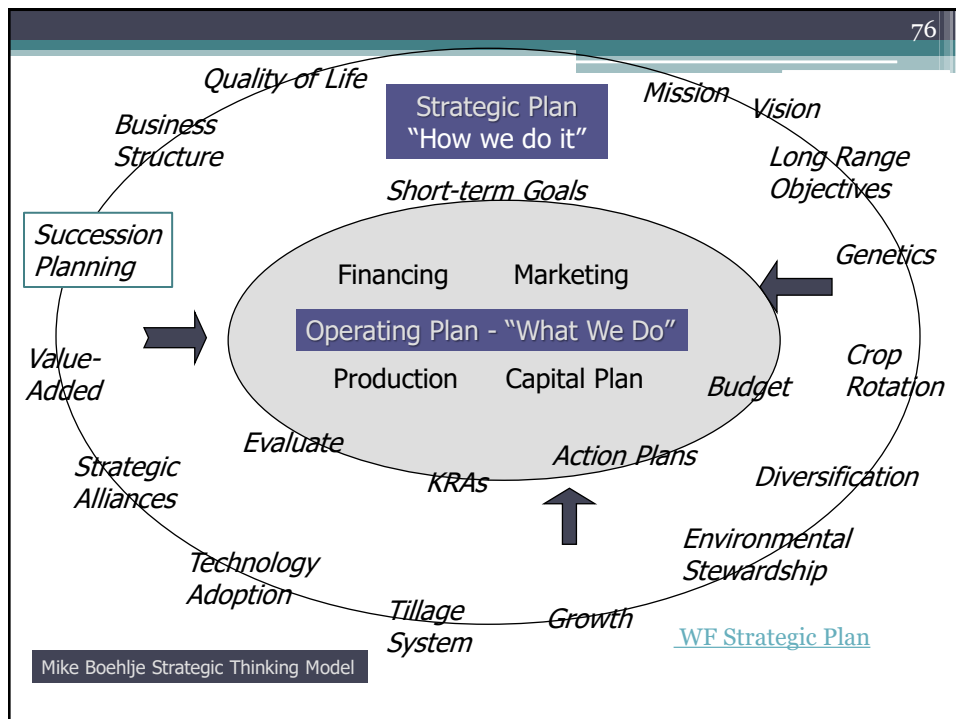 76
Quality of Life
Strategic Plan
“How we do it”
Mission
Vision
Business
Structure
Long Range
Objectives
Short-term Goals
Succession
Planning
Genetics
Financing
Marketing
Operating Plan - “What We Do”
Value-
Added
Production
Capital Plan
Budget
Crop
Rotation
Evaluate
Action Plans
KRAs
Strategic
Alliances
Diversification
Environmental
Stewardship
Technology
Adoption
Tillage
System
Growth
WF Strategic Plan
Mike Boehlje Strategic Thinking Model